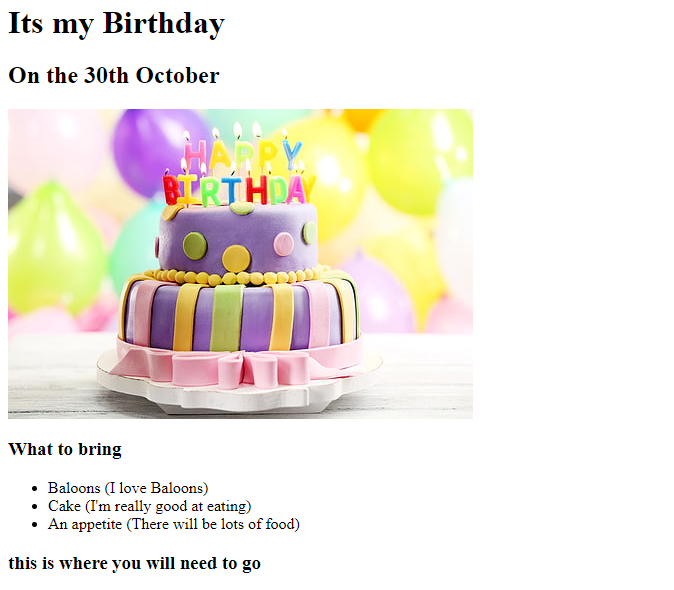 Its my Birthday
On the 30th October
HAPPY
BIRTHDAY
What to bring
Baloons (I love Baloons)
Cake (I'm really good at eating)
An appetite (There will be lots of food)
this is where you will need to go